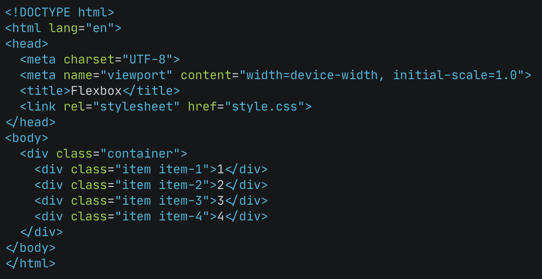 <!DOCTYPE html>
<html lang="en">
<head>
  <meta charset="UTF-8">
  <meta name="viewport" content="width=device-width, initial-scale=1.0">
  <title>Flexbox</title>
  <link rel="stylesheet" href="style.css">
</head>
<body>
  <div class="container">
    <div class="item item-1">1</div>
    <div class="item item-2">2</div>
    <div class="item item-3">3</div>
    <div class="item item-4">4</div>
  </div>
</body>
</html>